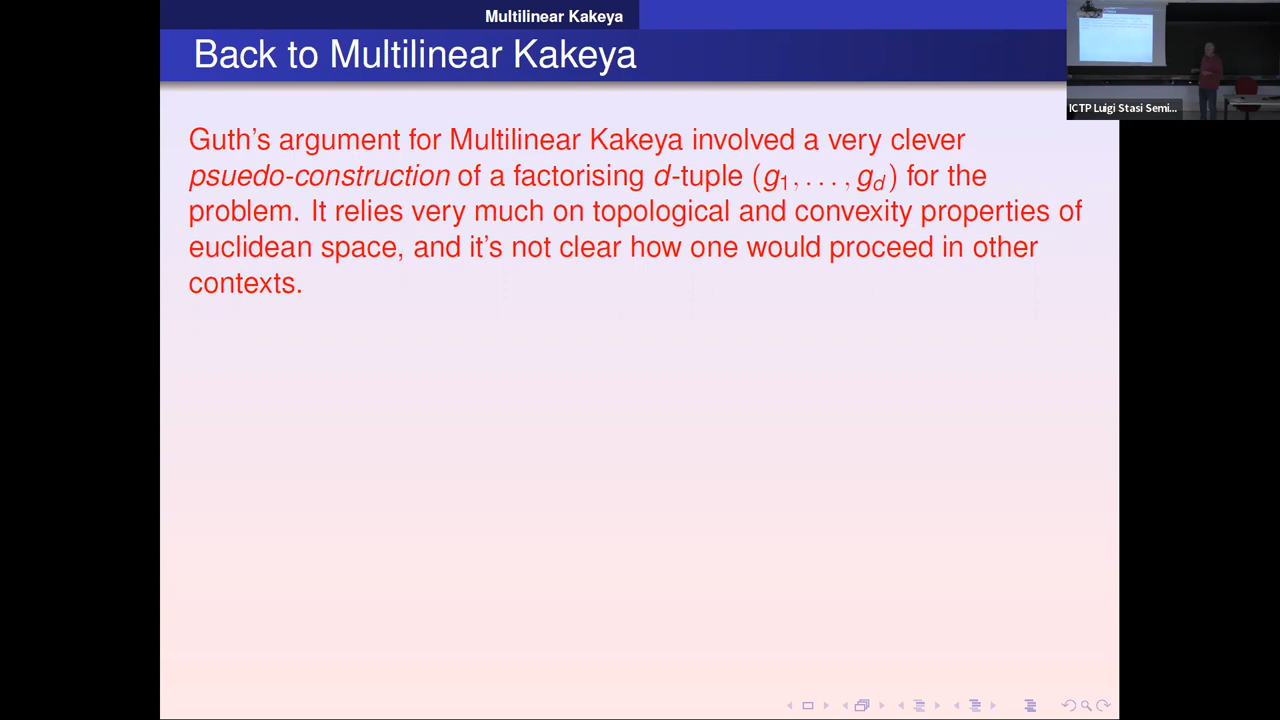 Multilinear Kakeya
Back to Multilinear Kakeya
ICTP Luigi Stasi Semi...
Guth's argument for Multilinear Kakeya involved a very clever
psuedo-construction of a factorising d-tuple (g₁, . . . , g_d) for the
problem. It relies very much on topological and convexity properties of
euclidean space, and it's not clear how one would proceed in other
contexts.